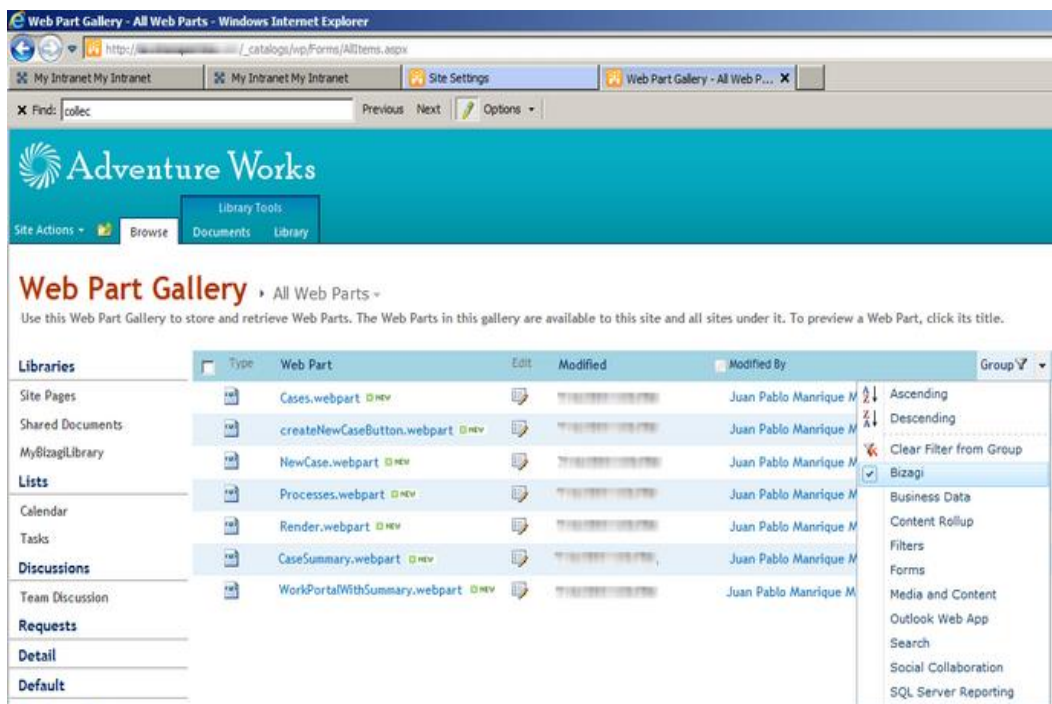 Web Part Gallery - All Web Parts - Windows Internet Explorer
http:// /_catalogs/wp/Forms/AllItems.aspx
My Intranet My Intranet My Intranet My Intranet Site Settings Web Part Gallery - All Web P... X
X Find: collec Previous Next Options
Adventure Works
Library Tools
Site Actions Browse Documents Library
Web Part Gallery All Web Parts
Use this Web Part Gallery to store and retrieve Web Parts. The Web Parts in this gallery are available to this site and all sites under it. To preview a Web Part, click its title.
Libraries
Site Pages
Shared Documents
MyBizagiLibrary
Lists
Calendar
Tasks
Discussions
Team Discussion
Requests
Detail
Default
Type Web Part Edit Modified Modified By Group
Cases.webpart NEW Juan Pablo Manrique M
createNewCaseButton.webpart NEW Juan Pablo Manrique M
NewCase.webpart NEW Juan Pablo Manrique M
Processes.webpart NEW Juan Pablo Manrique M
Render.webpart NEW Juan Pablo Manrique M
CaseSummary.webpart NEW Juan Pablo Manrique M
WorkPortalWithSummary.webpart NEW Juan Pablo Manrique M
Ascending
Descending
Clear Filter from Group
Bizagi
Business Data
Content Rollup
Filters
Forms
Media and Content
Outlook Web App
Search
Social Collaboration
SQL Server Reporting